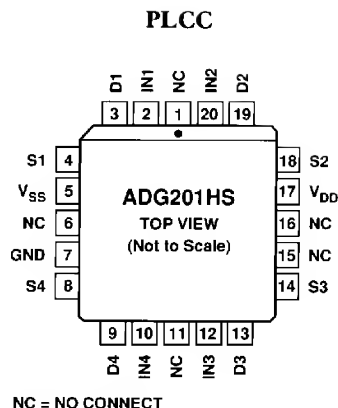 PLCC
D1 IN1 NC IN2 D2
3 2 1 20 19
S1 4 18 S2
VSS 5 17 VDD
NC 6 16 NC
GND 7 15 NC
S4 8 14 S3
ADG201HS
TOP VIEW
(Not to Scale)
9 10 11 12 13
D4 IN4 NC IN3 D3
NC = NO CONNECT